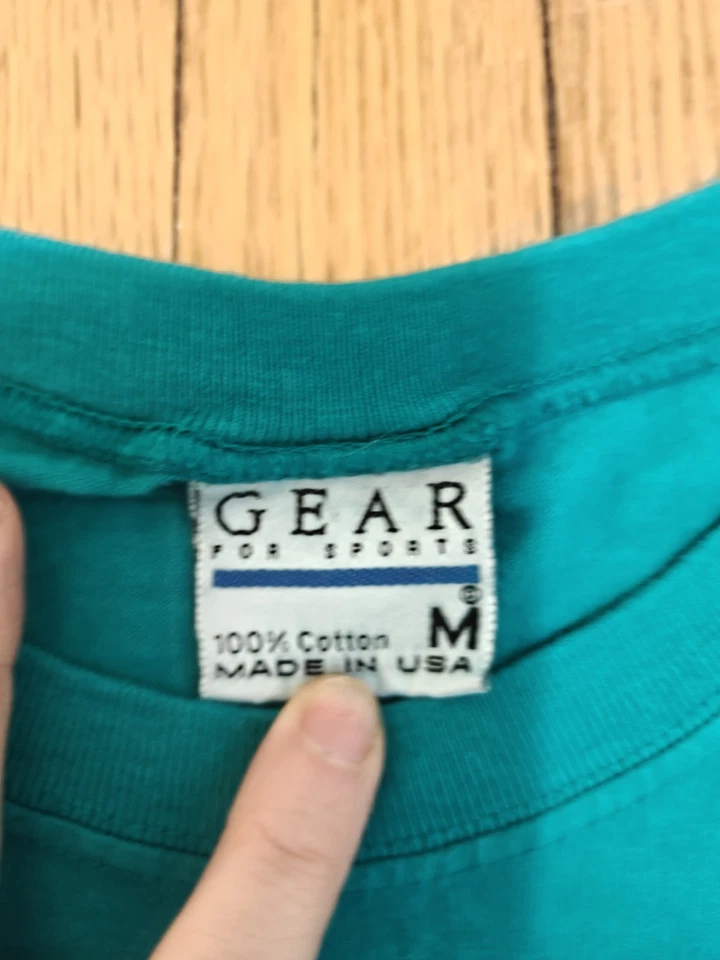 GEAR
FOR SPORTS
®
M
100% Cotton
MADE IN USA